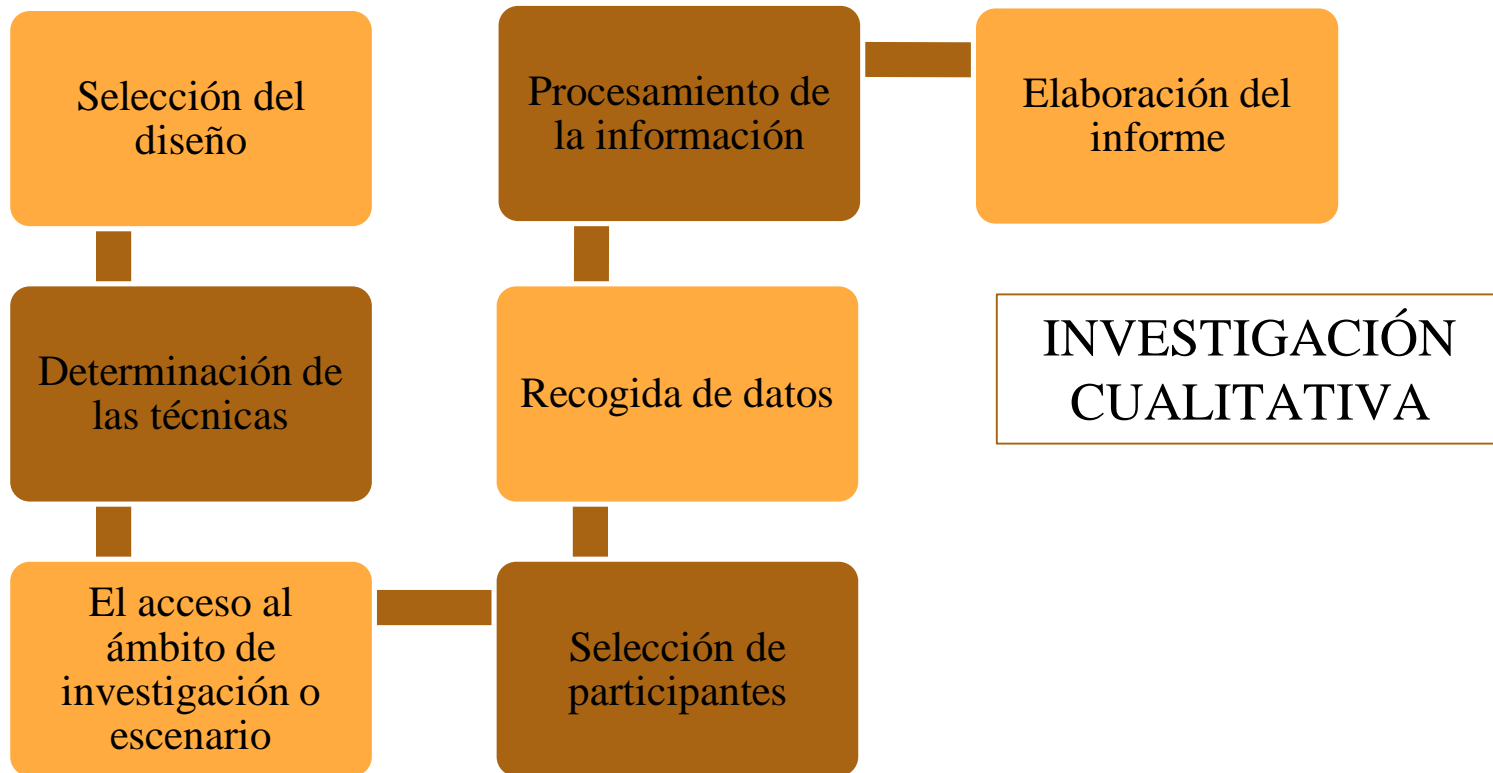 Selección del
diseño
Determinación de
las técnicas
El acceso al
ámbito de
investigación o
escenario
Selección de
participantes
Recogida de datos
Procesamiento de
la información
Elaboración del
informe
INVESTIGACIÓN
CUALITATIVA